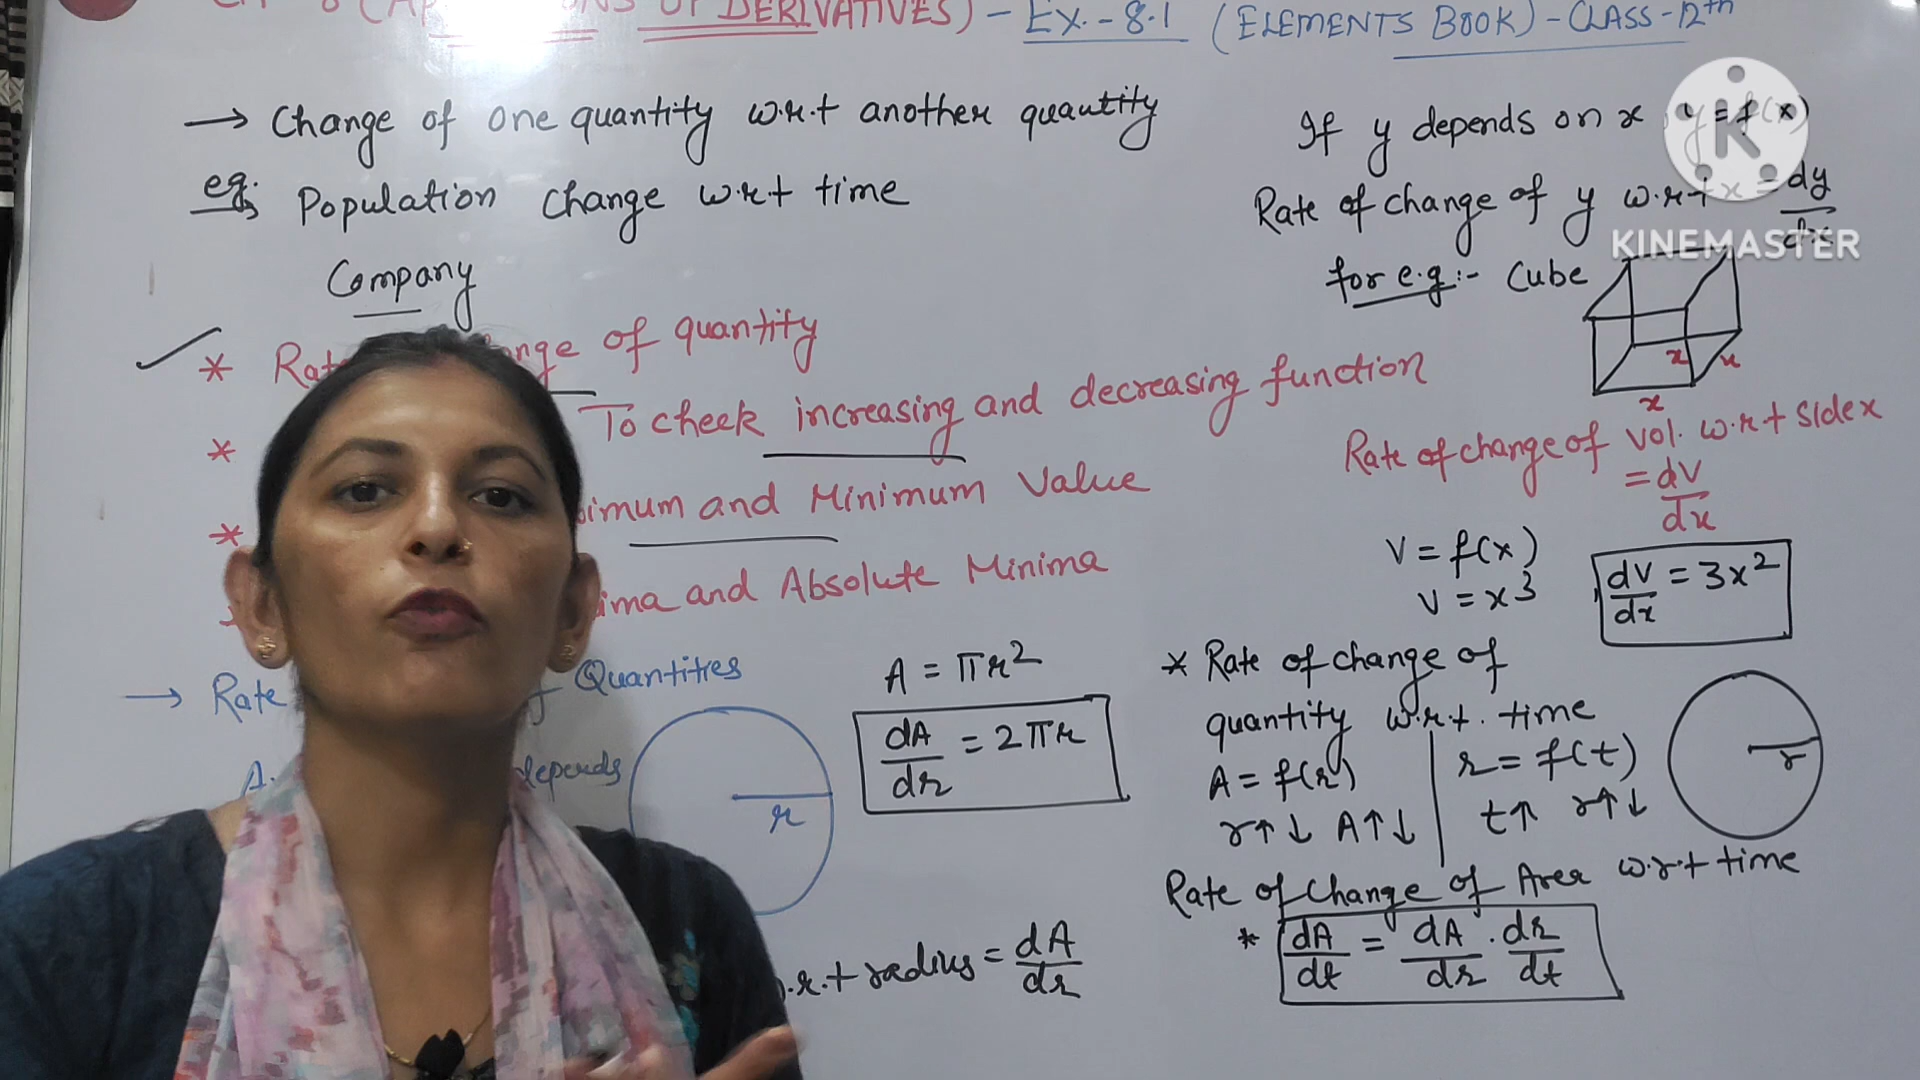 DERIVATIVES) - EX.-8.1 (ELEMENTS BOOK) - CLASS-12th
→ Change of one quantity w.r.t another quantity
eg. Population change w.r.t time
Company
* of quantity
* To check increasing and decreasing function
* and Minimum Value
and Absolute Minima
→ Rate Quantities
depends
r
A = πr²
dA/dr = 2πr
w.r.t radius = dA/dr
If y depends on x y = f(x)
Rate of change of y w.r.t x = dy/dx
KINEMASTER
for e.g:- Cube
x x
x
Rate of change of vol. w.r.t side x
= dV/dx
V = f(x)
V = x³
dV/dx = 3x²
* Rate of change of
quantity w.r.t. time
A = f(r) | r = f(t)
r↑↓ A↑↓ | t↑ r↑↓
r
Rate of change of Area w.r.t time
* dA/dt = dA/dr . dr/dt